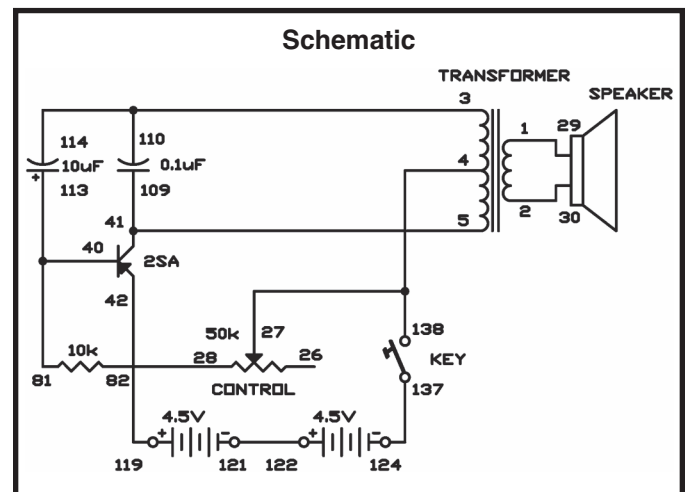 Schematic
TRANSFORMER
3
SPEAKER
114
110
1
29
10uF
0.1uF
4
+
113
109
41
5
2
30
40
2SA
42
50k
27
138
10k
28
26
KEY
81
82
CONTROL
137
4.5V
4.5V
+ - + -
119
121
122
124